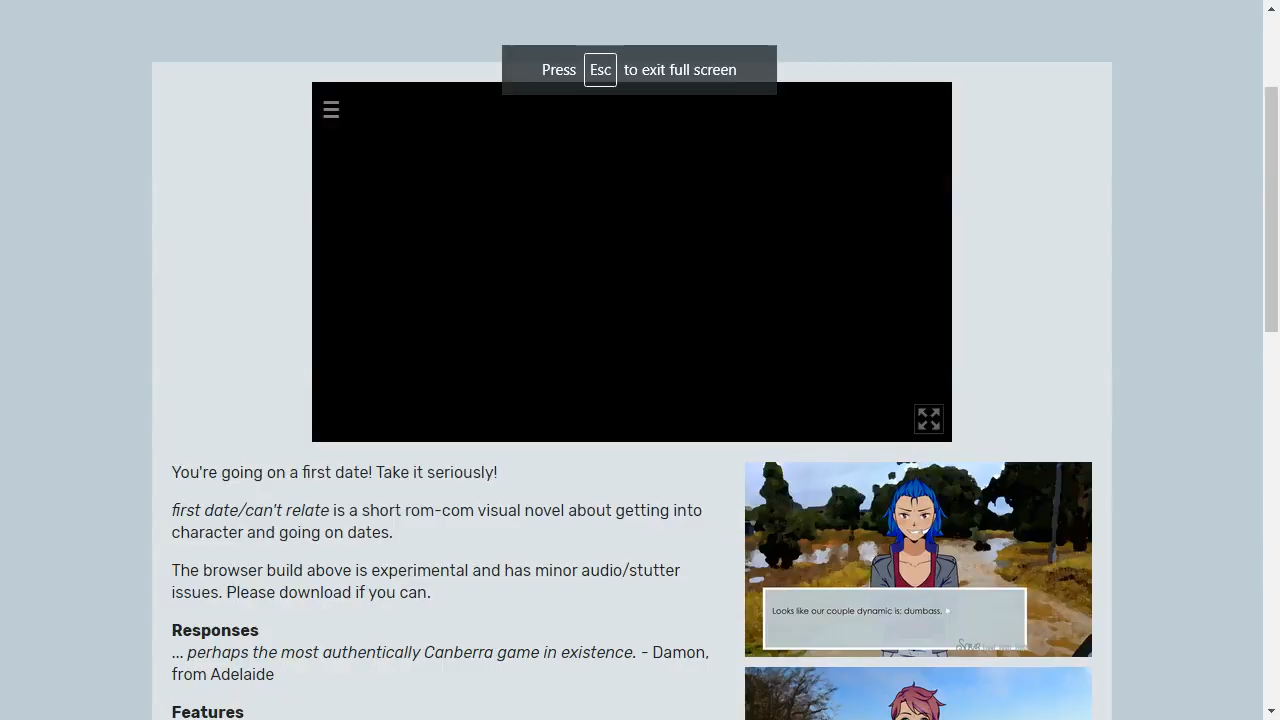 Press Esc to exit full screen
You're going on a first date! Take it seriously!
first date/can't relate is a short rom-com visual novel about getting into
character and going on dates.
The browser build above is experimental and has minor audio/stutter
issues. Please download if you can.
Responses
... perhaps the most authentically Canberra game in existence. - Damon,
from Adelaide
Features
Looks like our couple dynamic is: dumbass.
Save